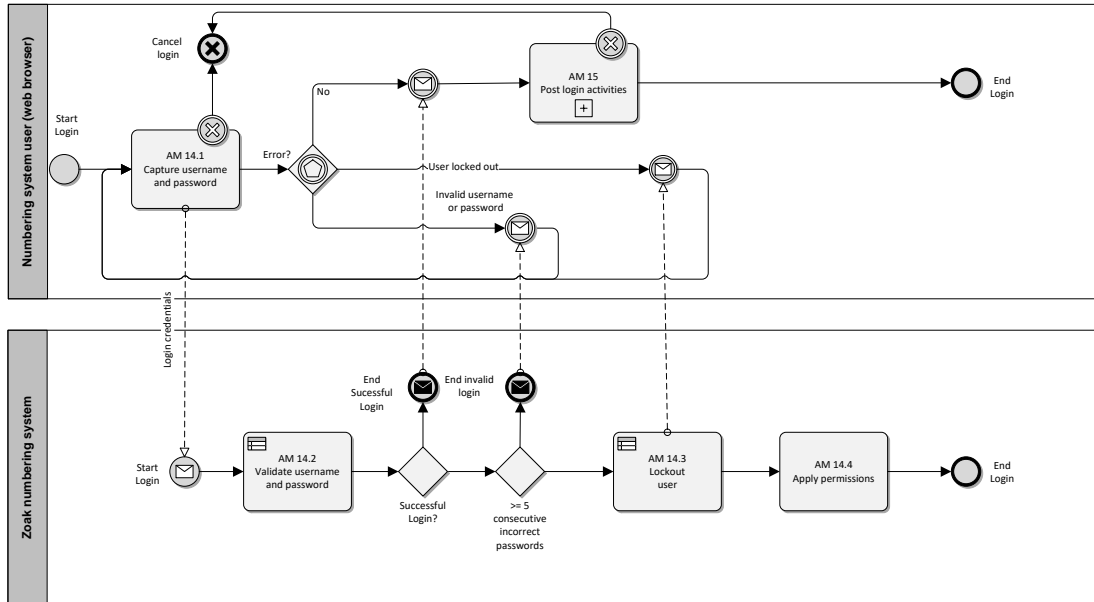 Numbering system user (web browser)
Cancel
login
Start
Login
AM 14.1
Capture username
and password
Error?
No
AM 15
Post login activities
End
Login
User locked out
Invalid username
or password
Login credentials
Zoak numbering system
Start
Login
AM 14.2
Validate username
and password
End
Sucessful
Login
Successful
Login?
End invalid
login
>= 5
consecutive
incorrect
passwords
AM 14.3
Lockout
user
AM 14.4
Apply permissions
End
Login